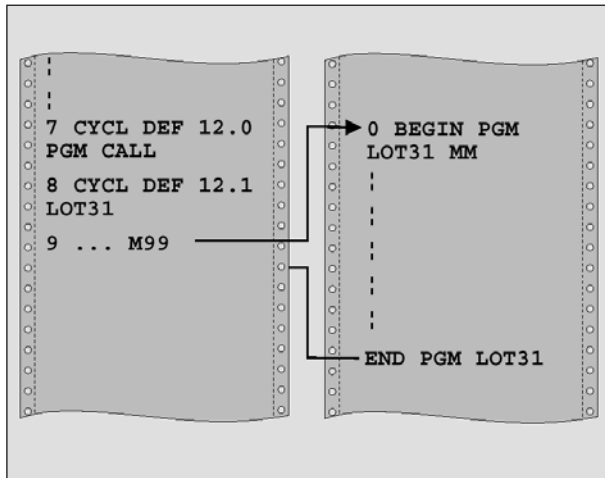 7 CYCL DEF 12.0
PGM CALL
8 CYCL DEF 12.1
LOT31
9 ... M99
0 BEGIN PGM
LOT31 MM
END PGM LOT31